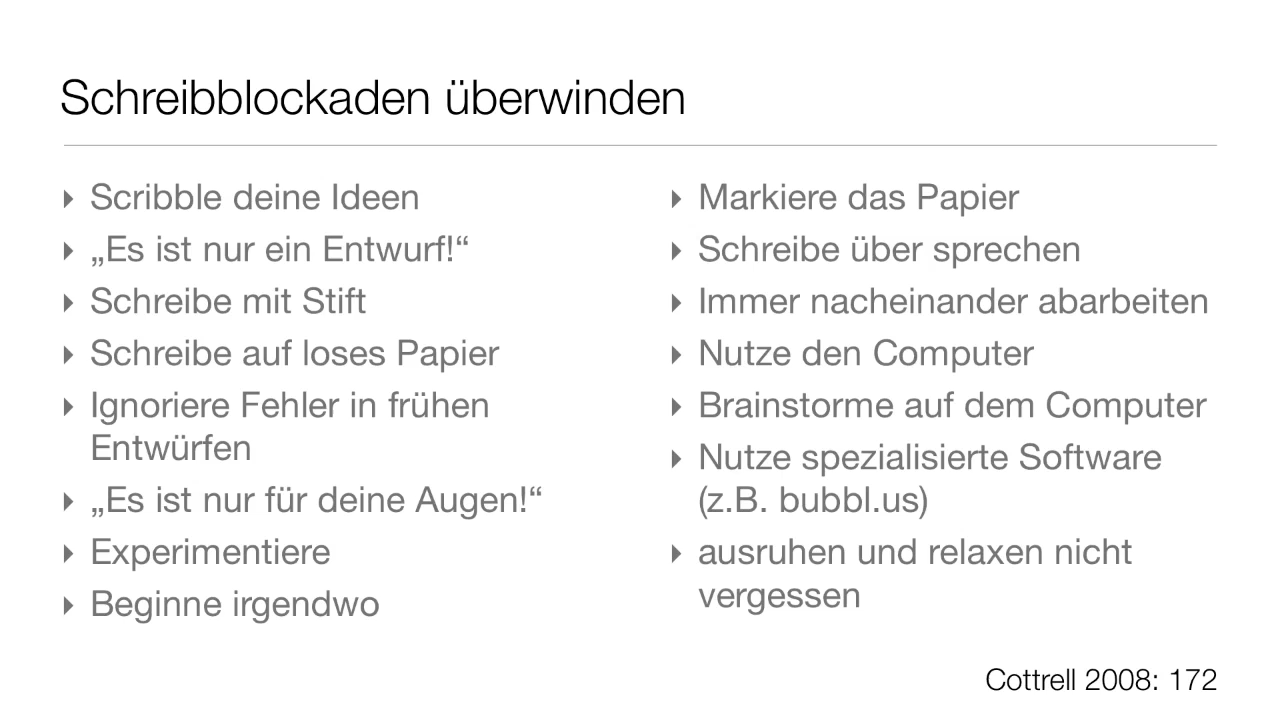 Schreibblockaden überwinden
‣ Scribble deine Ideen
‣ „Es ist nur ein Entwurf!“
‣ Schreibe mit Stift
‣ Schreibe auf loses Papier
‣ Ignoriere Fehler in frühen
Entwürfen
‣ „Es ist nur für deine Augen!“
‣ Experimentiere
‣ Beginne irgendwo
‣ Markiere das Papier
‣ Schreibe über sprechen
‣ Immer nacheinander abarbeiten
‣ Nutze den Computer
‣ Brainstorme auf dem Computer
‣ Nutze spezialisierte Software
(z.B. bubbl.us)
‣ ausruhen und relaxen nicht
vergessen
Cottrell 2008: 172